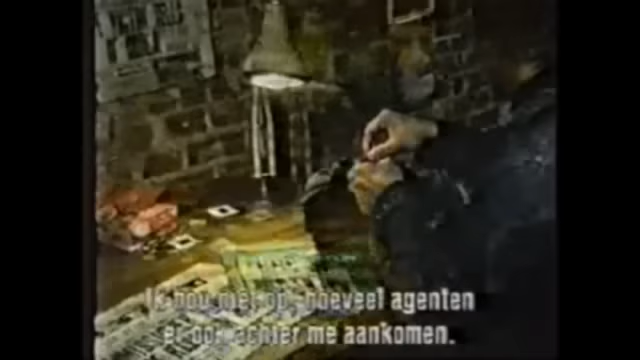 Ik hou niet op, hoeveel agenten
er ook achter me aankomen.